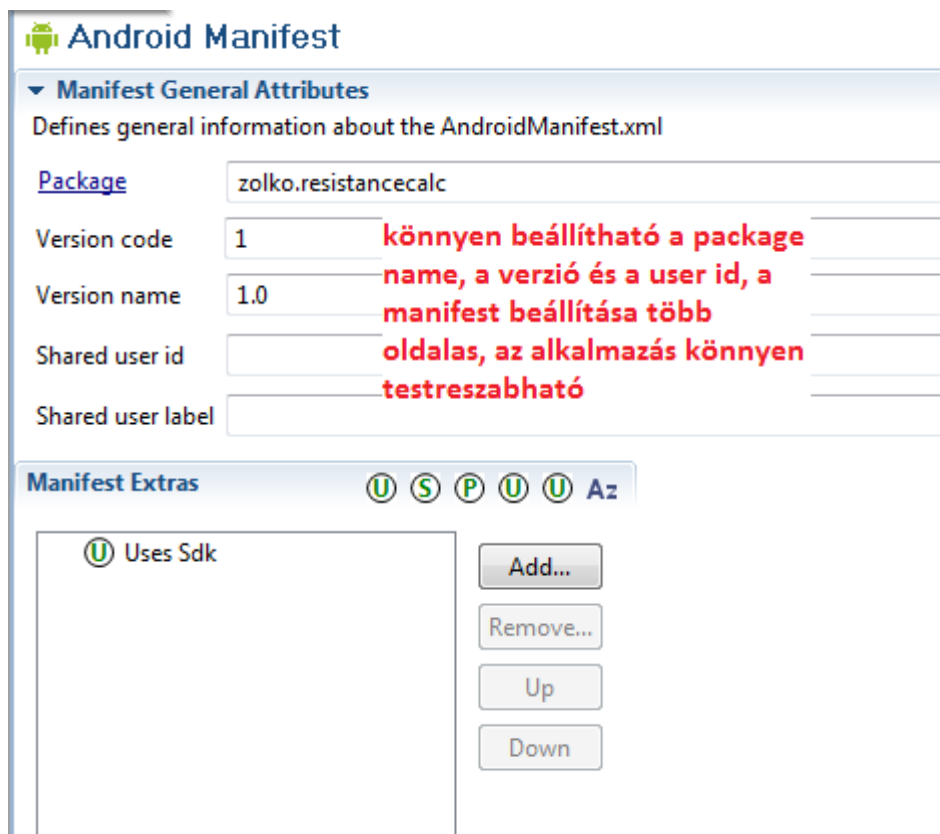 Android Manifest
Manifest General Attributes
Defines general information about the AndroidManifest.xml
Package zolko.resistancecalc
Version code 1
Version name 1.0
Shared user id
Shared user label
könnyen beállítható a package
name, a verzió és a user id, a
manifest beállítása több
oldalas, az alkalmazás könnyen
testreszabható
Manifest Extras U S P U U Az
U Uses Sdk
Add...
Remove...
Up
Down